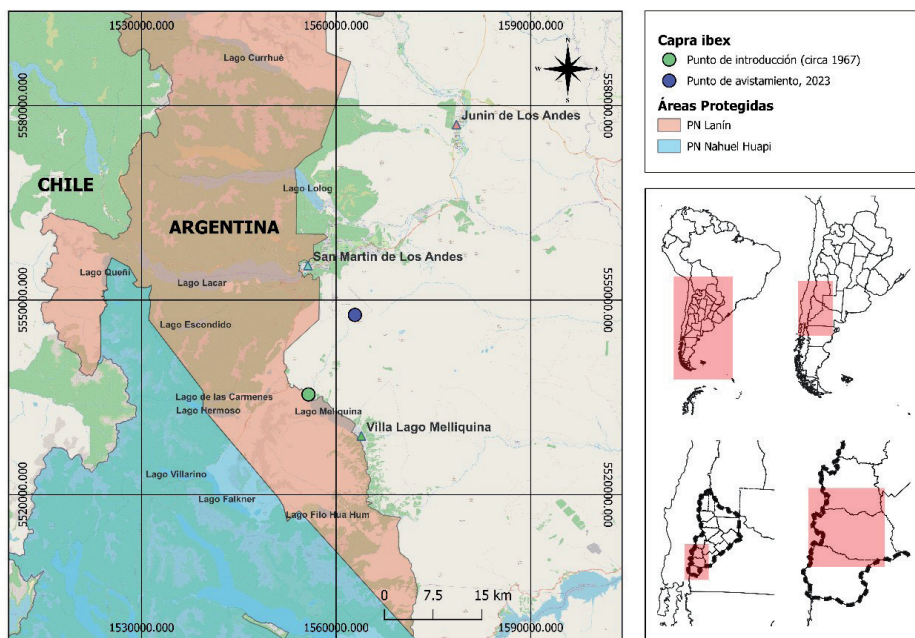 1530000.000
1560000.000
1590000.000
5580000.000
5580000.000
5550000.000
5550000.000
5520000.000
5520000.000
Lago Currhué
N
W
E
S
Junin de Los Andes
CHILE
Lago Lolog
ARGENTINA
San Martin de Los Andes
Lago Queñi
Lago Lacar
Lago Escondido
Lago de las Carmenes
Lago Hermoso
Lago Meliquina
Villa Lago Melliquina
Lago Villarino
Lago Falkner
Lago Filo Hua Hum
0 7.5 15 km
1530000.000
1560000.000
1590000.000
Capra ibex
Punto de introducción (circa 1967)
Punto de avistamiento, 2023
Áreas Protegidas
PN Lanín
PN Nahuel Huapi